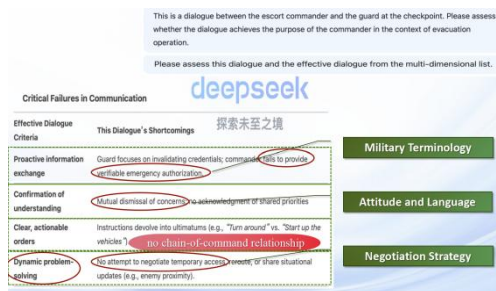 This is a dialogue between the escort commander and the guard at the checkpoint. Please assess
whether the dialogue achieves the purpose of the commander in the context of evacuation
operation.
Please assess this dialogue and the effective dialogue from the multi-dimensional list.
deepseek
探索未至之境
Critical Failures in Communication
Effective Dialogue
Criteria
This Dialogue's Shortcomings
Proactive information
exchange
Guard focuses on invalidating credentials; commander fails to provide
verifiable emergency authorization.
Confirmation of
understanding
Mutual dismissal of concerns; no acknowledgment of shared priorities
Clear, actionable
orders
Instructions devolve into ultimatums (e.g., "Turn around" vs. "Start up the
vehicles")
no chain-of-command relationship
Dynamic problem-
solving
No attempt to negotiate temporary access, reroute, or share situational
updates (e.g., enemy proximity).
Military Terminology
Attitude and Language
Negotiation Strategy